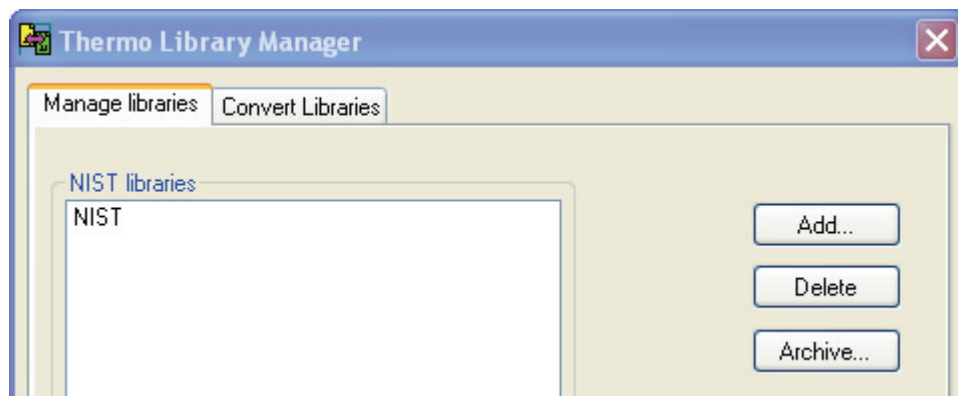 Thermo Library Manager
Manage libraries
Convert Libraries
NIST libraries
NIST
Add...
Delete
Archive...